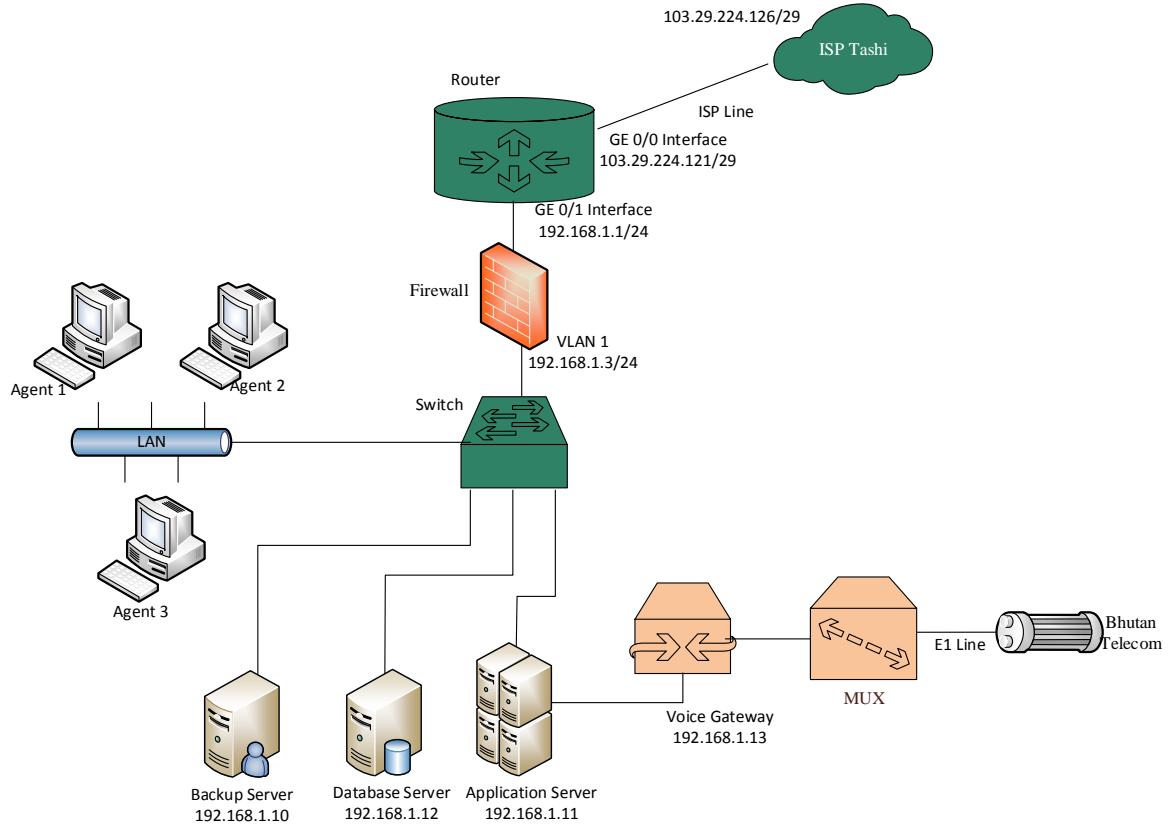 103.29.224.126/29
ISP Tashi
Router
ISP Line
GE 0/0 Interface
103.29.224.121/29
GE 0/1 Interface
192.168.1.1/24
Firewall
VLAN 1
192.168.1.3/24
Agent 1
Agent 2
Switch
LAN
Agent 3
Bhutan
Telecom
E1 Line
MUX
Voice Gateway
192.168.1.13
Backup Server
192.168.1.10
Database Server
192.168.1.12
Application Server
192.168.1.11